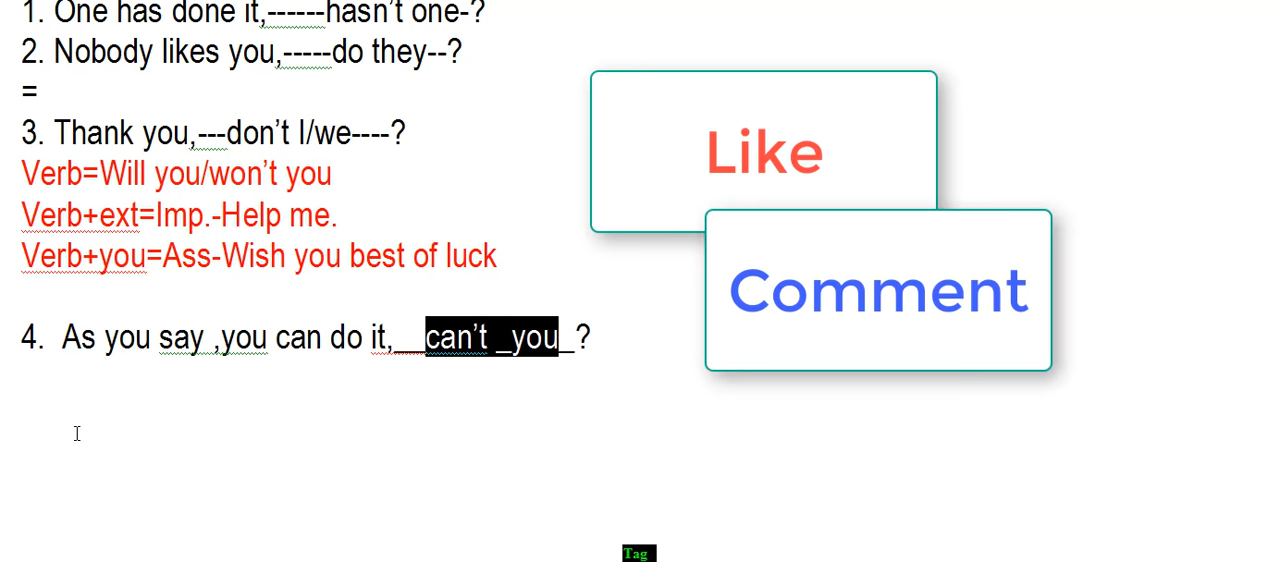 1. One has done it,------hasn't one-?
2. Nobody likes you,-----do they--?
=
3. Thank you,---don't I/we----?
Verb=Will you/won't you
Verb+ext=Imp.-Help me.
Verb+you=Ass-Wish you best of luck
4. As you say ,you can do it,__can't _you_?
Like
Comment
Tag